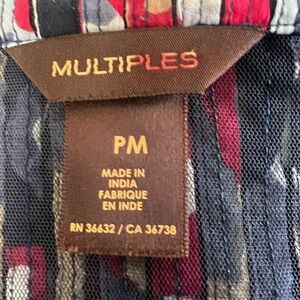 MULTIPLES
PM
MADE IN
INDIA
FABRIQUE
EN INDE
RN 36632 / CA 36738